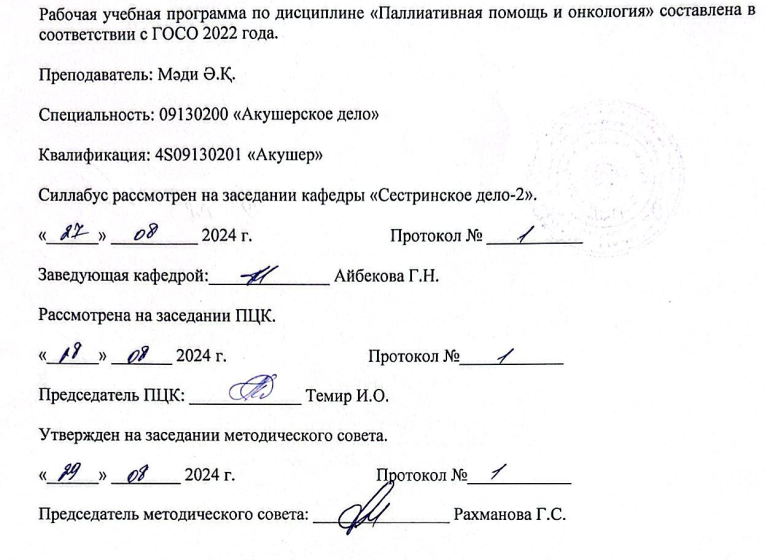 Рабочая учебная программа по дисциплине «Паллиативная помощь и онкология» составлена в
соответствии с ГОСО 2022 года.
Преподаватель: Мәди Ә.Қ.
Специальность: 09130200 «Акушерское дело»
Квалификация: 4S09130201 «Акушер»
Силлабус рассмотрен на заседании кафедры «Сестринское дело-2».
«27» 08 2024 г. Протокол № 1
Заведующая кафедрой: Айбекова Г.Н.
Рассмотрена на заседании ПЦК.
«18» 08 2024 г. Протокол № 1
Председатель ПЦК: Темир И.О.
Утвержден на заседании методического совета.
«29» 08 2024 г. Протокол № 1
Председатель методического совета: Рахманова Г.С.